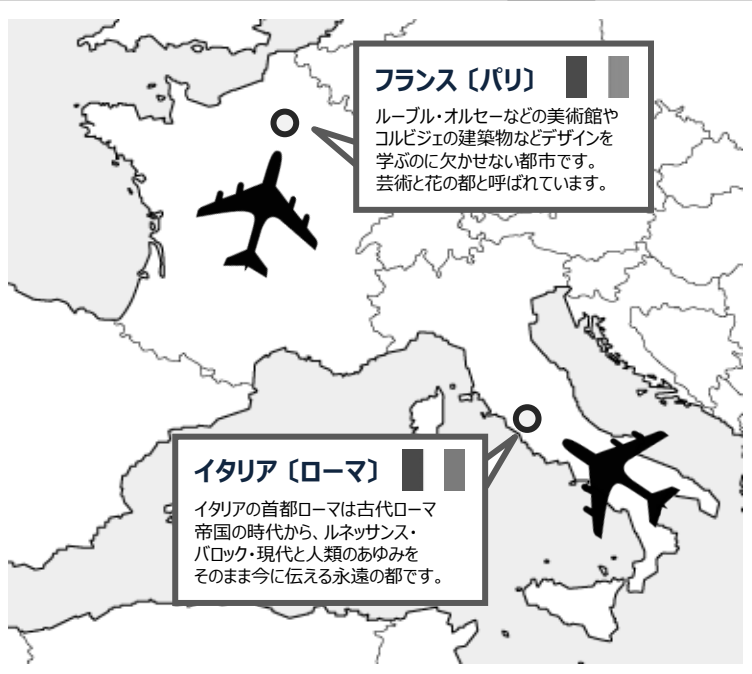 フランス〔パリ〕
ルーブル・オルセーなどの美術館や
コルビジェの建築物などデザインを
学ぶのに欠かせない都市です。
芸術と花の都と呼ばれています。
イタリア〔ローマ〕
イタリアの首都ローマは古代ローマ
帝国の時代から、ルネッサンス・
バロック・現代と人類のあゆみを
そのまま今に伝える永遠の都です。